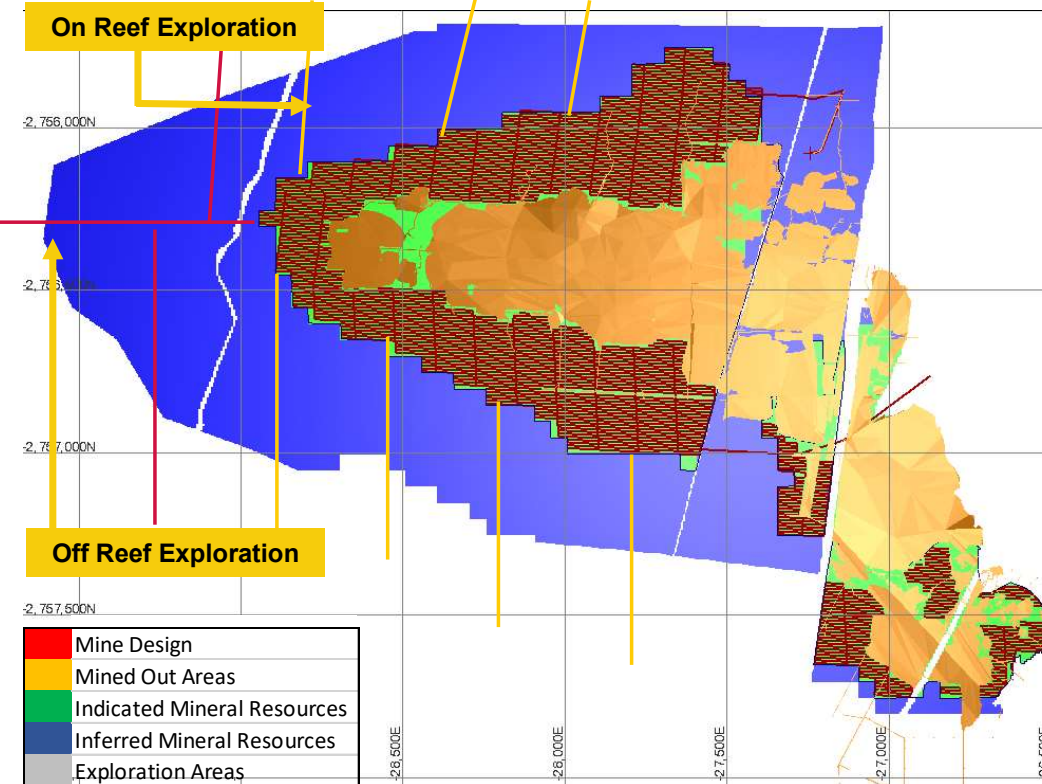 On Reef Exploration
-2,756,000N
-2,757,000N
Off Reef Exploration
-2,757,500N
Mine Design
Mined Out Areas
Indicated Mineral Resources
Inferred Mineral Resources
Exploration Areas
-28,500E
-28,000E
-27,500E
-27,000E